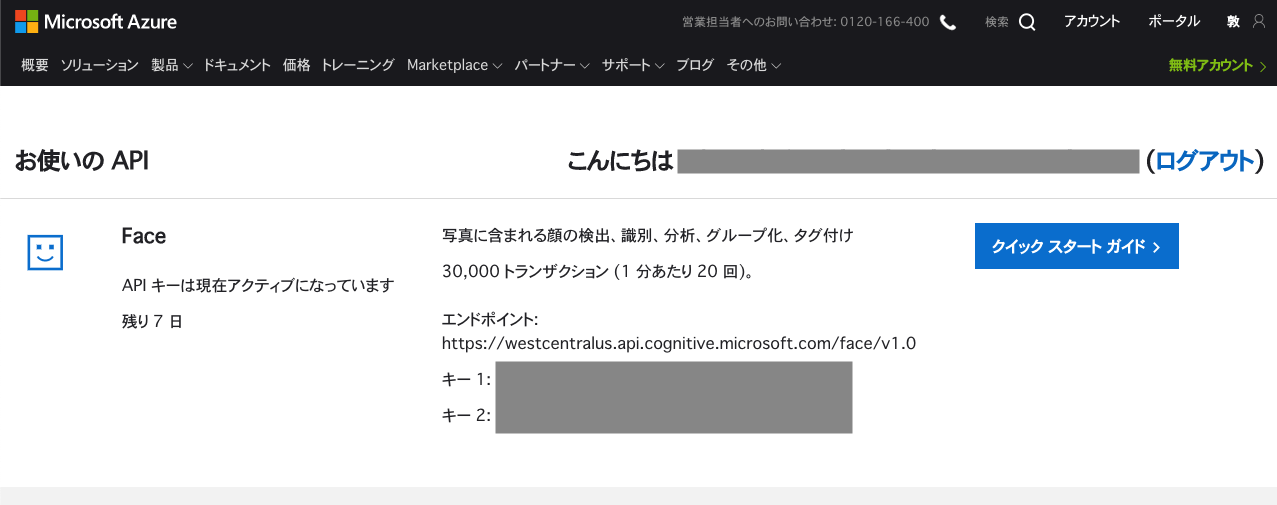 Microsoft Azure
営業担当者へのお問い合わせ: 0120-166-400 検索 アカウント ポータル 敦
概要 ソリューション 製品 ドキュメント 価格 トレーニング Marketplace パートナー サポート ブログ その他 無料アカウント
お使いの API こんにちは (ログアウト)
Face
API キーは現在アクティブになっています
残り 7 日
写真に含まれる顔の検出、識別、分析、グループ化、タグ付け
30,000 トランザクション (1 分あたり 20 回)。
エンドポイント:
https://westcentralus.api.cognitive.microsoft.com/face/v1.0
キー 1:
キー 2:
クイック スタート ガイド